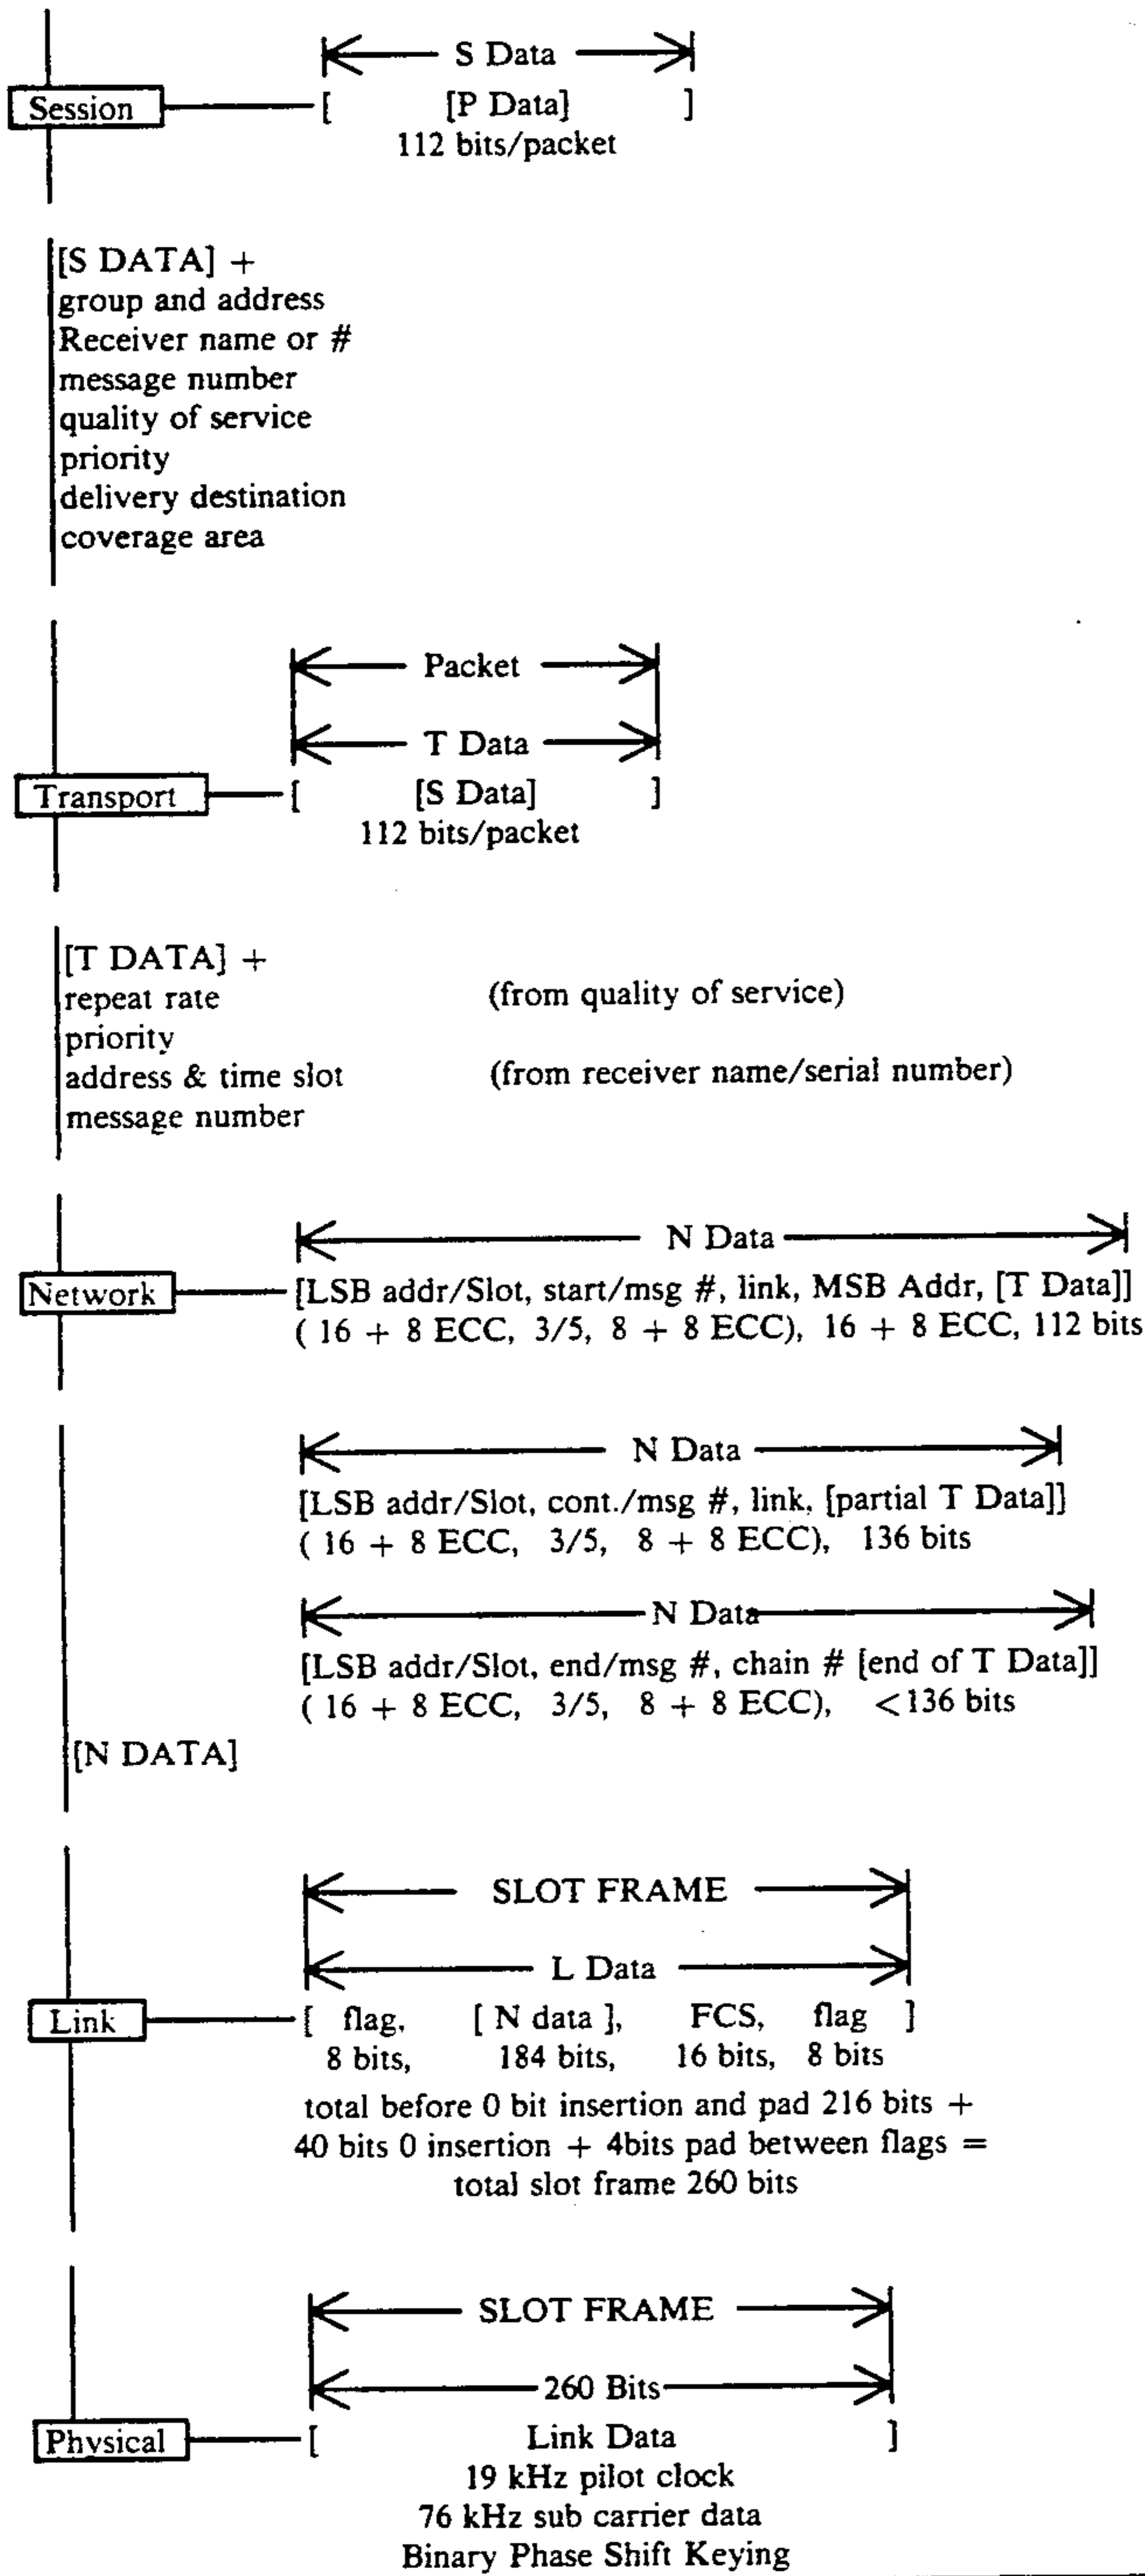 S Data
Session [ [P Data] ]
112 bits/packet
[S DATA] +
group and address
Receiver name or #
message number
quality of service
priority
delivery destination
coverage area
Packet
T Data
Transport [ [S Data] ]
112 bits/packet
[T DATA] +
repeat rate (from quality of service)
priority
address & time slot (from receiver name/serial number)
message number
N Data
Network [LSB addr/Slot, start/msg #, link, MSB Addr, [T Data]]
( 16 + 8 ECC, 3/5, 8 + 8 ECC), 16 + 8 ECC, 112 bits
N Data
[LSB addr/Slot, cont./msg #, link, [partial T Data]]
( 16 + 8 ECC, 3/5, 8 + 8 ECC), 136 bits
N Data
[LSB addr/Slot, end/msg #, chain # [end of T Data]]
( 16 + 8 ECC, 3/5, 8 + 8 ECC), <136 bits
[N DATA]
SLOT FRAME
L Data
Link [ flag, [ N data ], FCS, flag ]
8 bits, 184 bits, 16 bits, 8 bits
total before 0 bit insertion and pad 216 bits +
40 bits 0 insertion + 4bits pad between flags =
total slot frame 260 bits
SLOT FRAME
260 Bits
Physical [ Link Data ]
19 kHz pilot clock
76 kHz sub carrier data
Binary Phase Shift Keying